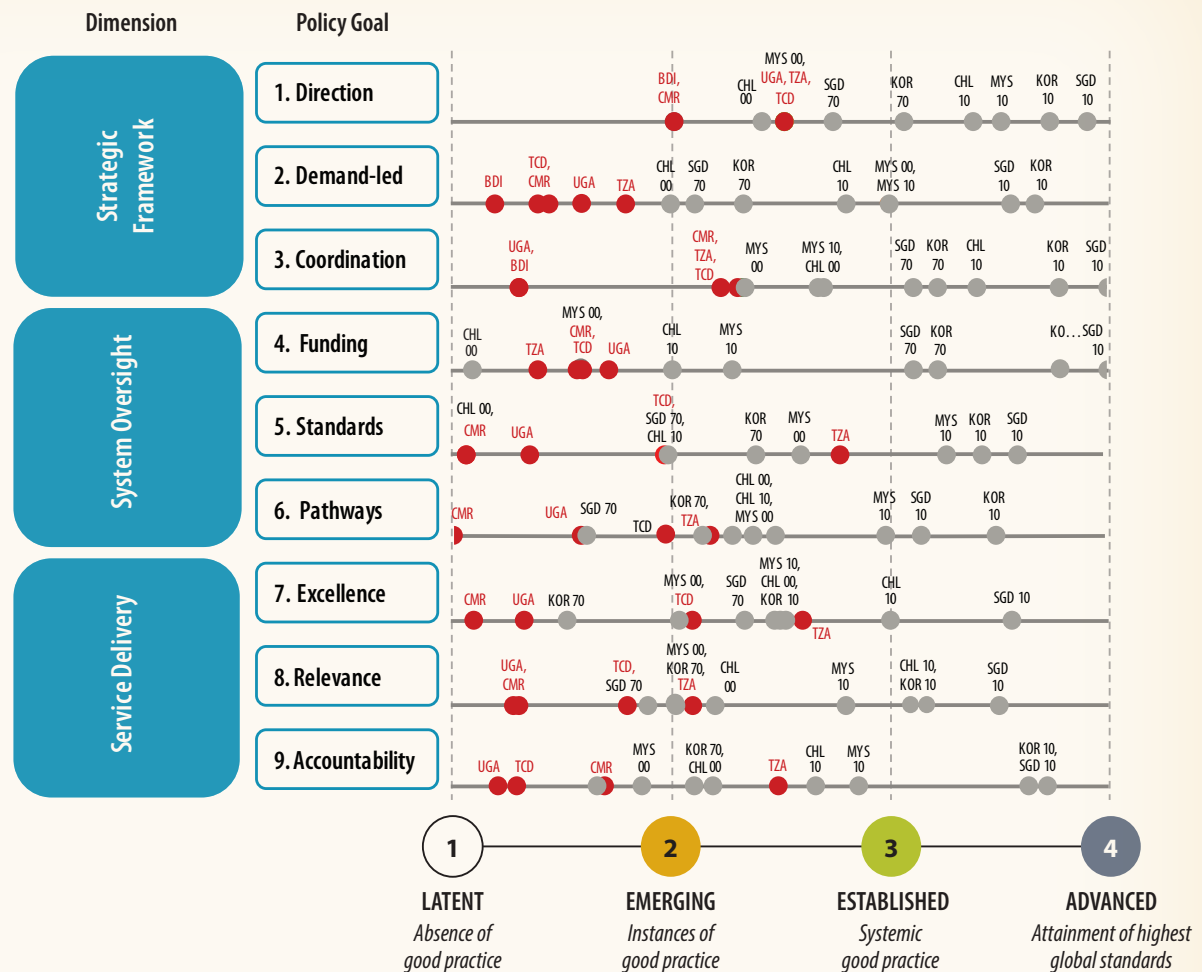 Dimension
Policy Goal
Strategic
Framework
1. Direction
BDI,
CMR
CHL
00
MYS 00,
UGA, TZA,
TCD
SGD
70
KOR
70
CHL
10
MYS
10
KOR
10
SGD
10
2. Demand-led
BDI
TCD,
CMR
UGA
TZA
CHL
00
SGD
70
KOR
70
CHL
10
MYS 00,
MYS 10
SGD
10
KOR
10
3. Coordination
UGA,
BDI
CMR,
TZA,
TCD
MYS
00
MYS 10,
CHL 00
SGD
70
KOR
70
CHL
10
KOR
10
SGD
10
System Oversight
4. Funding
CHL
00
TZA
MYS 00,
CMR,
TCD
UGA
CHL
10
MYS
10
SGD
70
KOR
70
KO...
SGD
10
5. Standards
CHL 00,
CMR
UGA
TCD,
SGD 70,
CHL 10
KOR
70
MYS
00
TZA
MYS
10
KOR
10
SGD
10
6. Pathways
CMR
UGA
SGD 70
TCD
KOR 70,
TZA
CHL 00,
CHL 10,
MYS 00
MYS
10
SGD
10
KOR
10
Service Delivery
7. Excellence
CMR
UGA
KOR 70
MYS 00,
TCD
SGD
70
MYS 10,
CHL 00,
KOR 10
TZA
CHL
10
SGD 10
8. Relevance
UGA,
CMR
TCD,
SGD 70
MYS 00,
KOR 70,
TZA
CHL
00
MYS
10
CHL 10,
KOR 10
SGD
10
9. Accountability
UGA
TCD
CMR
MYS
00
KOR 70,
CHL 00
TZA
CHL
10
MYS
10
KOR 10,
SGD 10
1
2
3
4
LATENT
Absence of
good practice
EMERGING
Instances of
good practice
ESTABLISHED
Systemic
good practice
ADVANCED
Attainment of highest
global standards